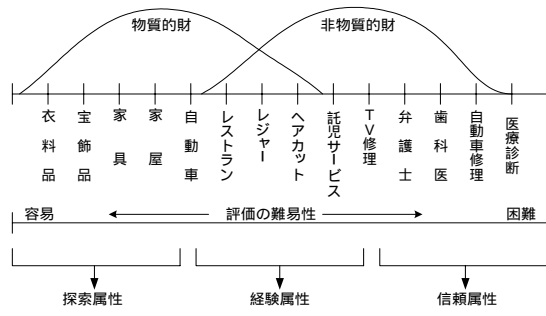 物質的財
非物質的財
衣料品
宝飾品
家具
家屋
自動車
レストラン
レジャー
ヘアカット
託児サービス
TV修理
弁護士
歯科医
自動車修理
医療診断
容易
評価の難易性
困難
探索属性
経験属性
信頼属性